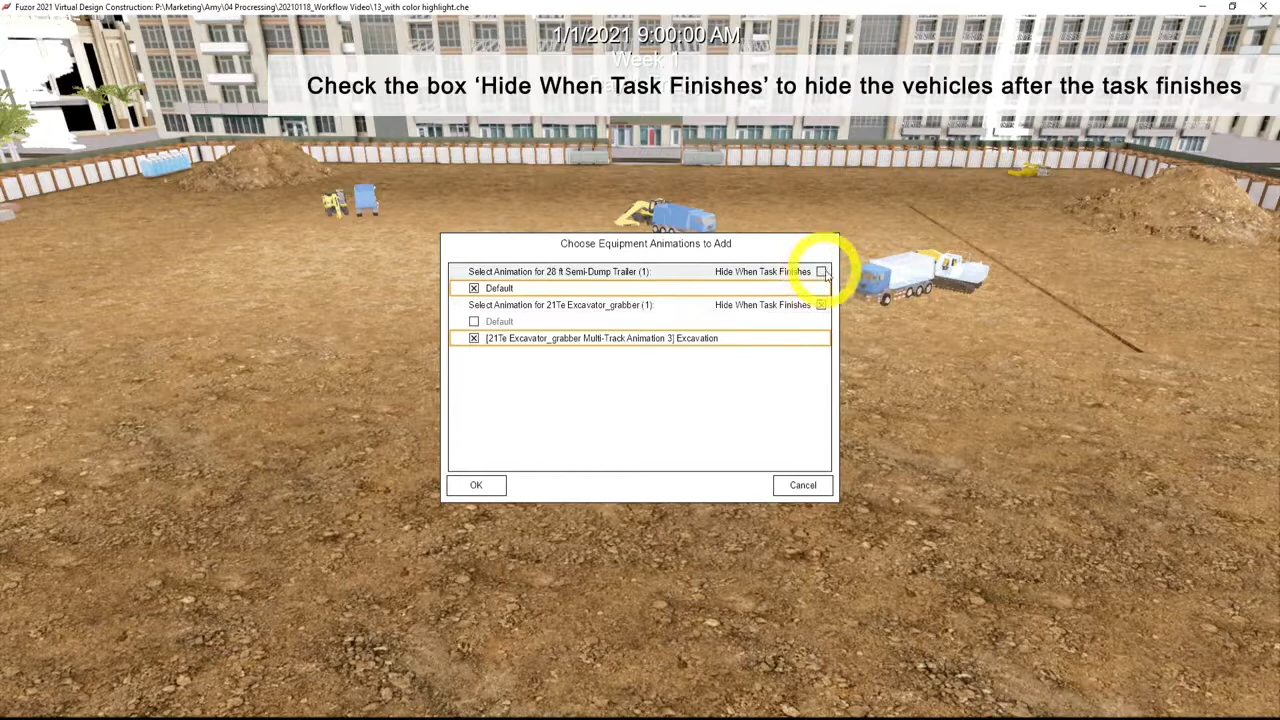 Fuzor 2021 Virtual Design Construction: P:\Marketing\Amy\04 Procressing\20210118_Workflow Video\13_with color highlight.che
1/1/2021 9:00:00 AM
Week 1
Check the box ‘Hide When Task Finishes’ to hide the vehicles after the task finishes
Choose Equipment Animations to Add
Select Animation for 28 ft Semi-Dump Trailer (1): Hide When Task Finishes
Default
Select Animation for 21Te Excavator_grabber (1): Hide When Task Finishes
Default
[21Te Excavator_grabber Multi-Track Animation 3] Excavation
OK Cancel